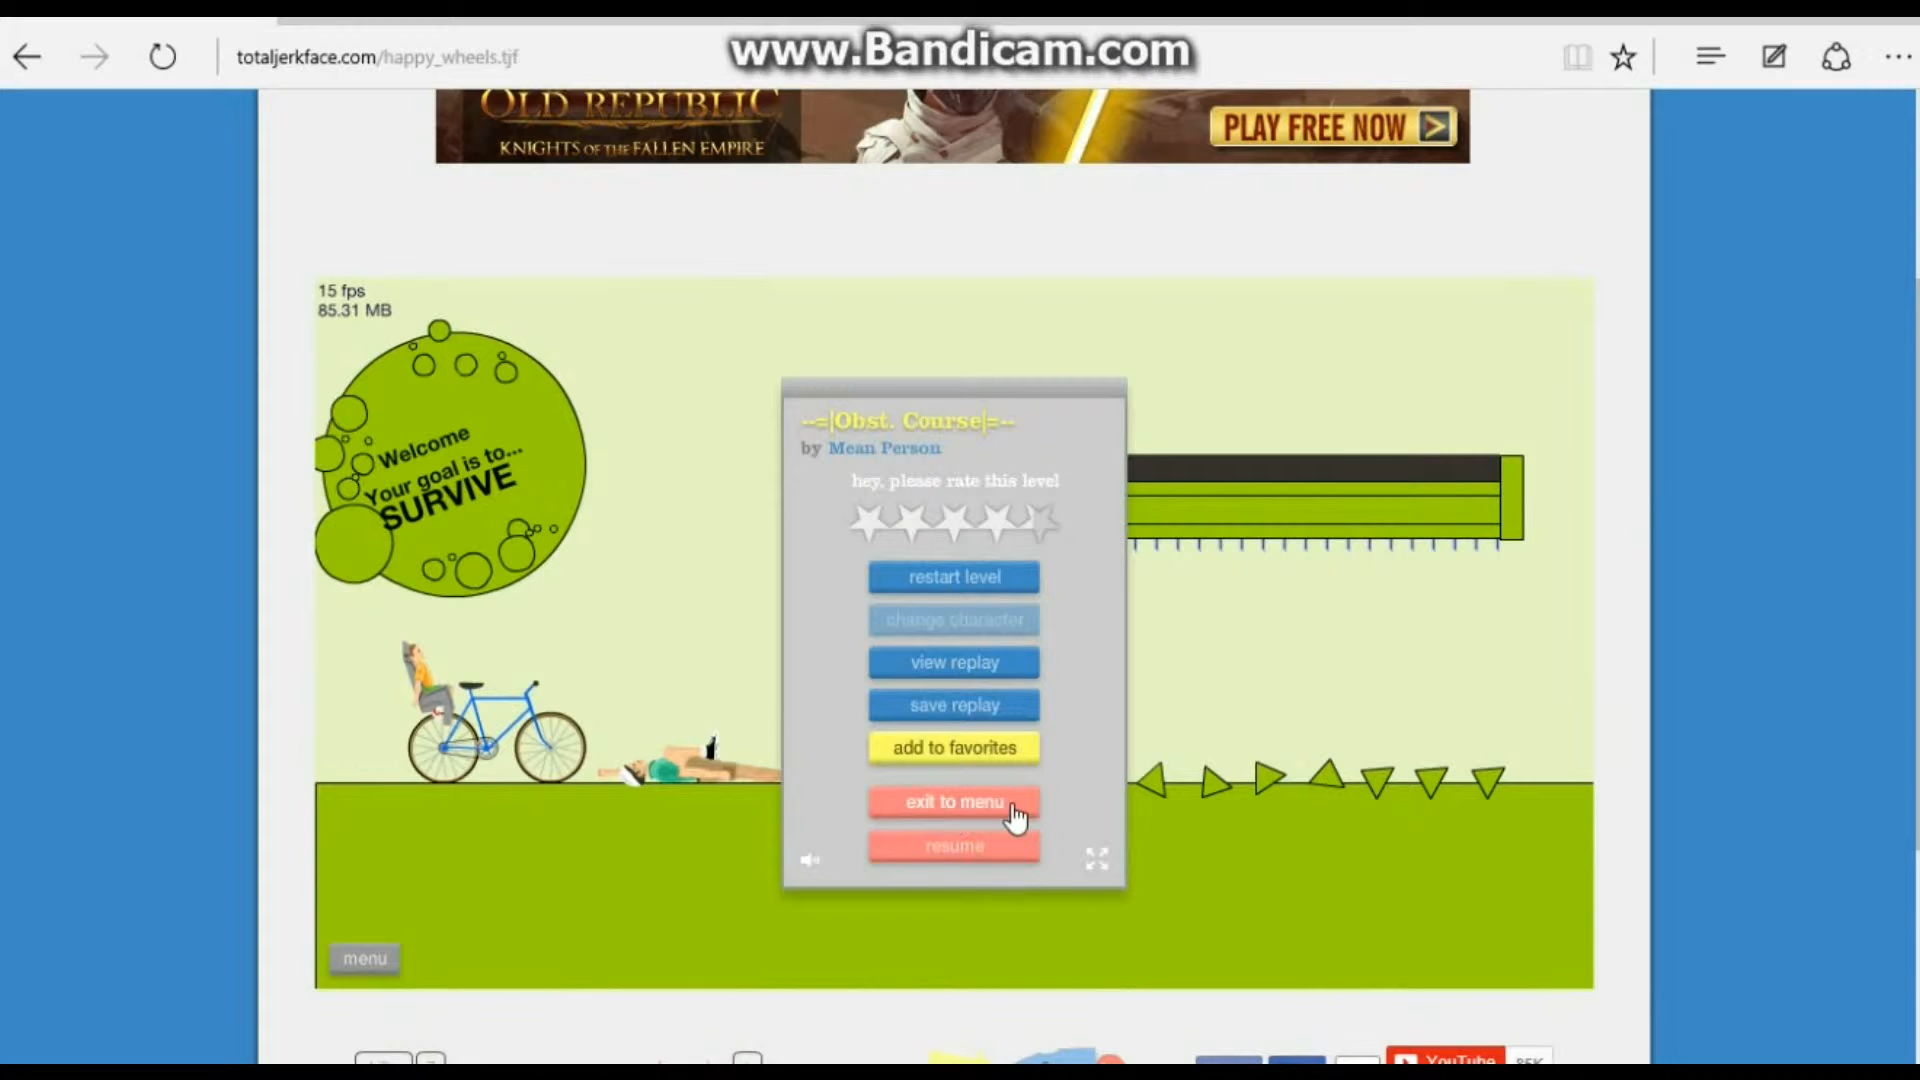 www.Bandicam.com
totaljerkface.com/happy_wheels.tjf
OLD REPUBLIC
KNIGHTS OF THE FALLEN EMPIRE
PLAY FREE NOW
15 fps
85.31 MB
Welcome
Your goal is to...
SURVIVE
--=|Obst. Course|=--
by Mean Person
hey, please rate this level
restart level
change character
view replay
save replay
add to favorites
exit to menu
resume
menu
YouTube
85K